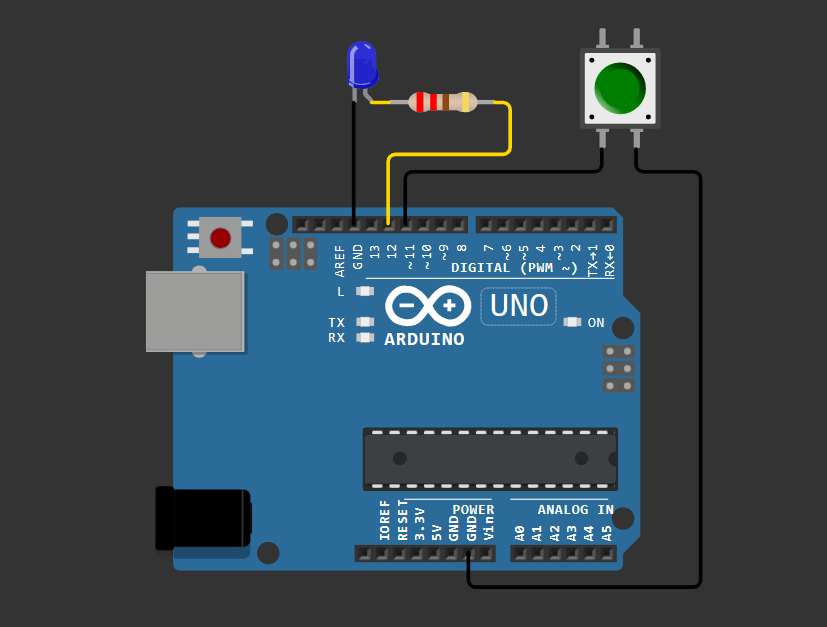 AREF
GND
13
12
~11
~10
~9
8
7
~6
~5
4
~3
2
TX→1
RX←0
DIGITAL (PWM ~)
L
UNO
TX
ON
RX
ARDUINO
POWER
ANALOG IN
IOREF
RESET
3.3V
5V
GND
GND
Vin
A0
A1
A2
A3
A4
A5